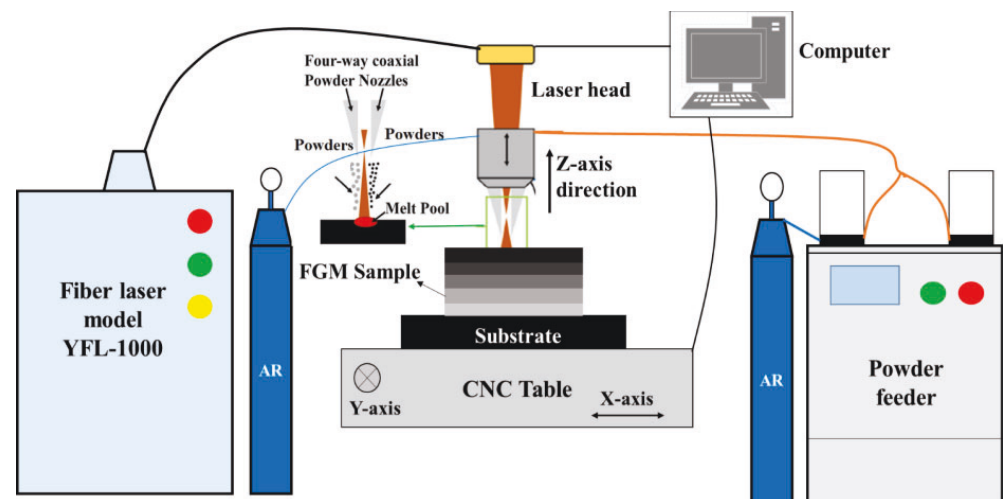 Four-way coaxial
Powder Nozzles
Powders
Powders
Melt Pool
Laser head
Computer
Z-axis
direction
FGM Sample
Substrate
CNC Table
Y-axis
X-axis
Fiber laser
model
YFL-1000
AR
AR
Powder
feeder